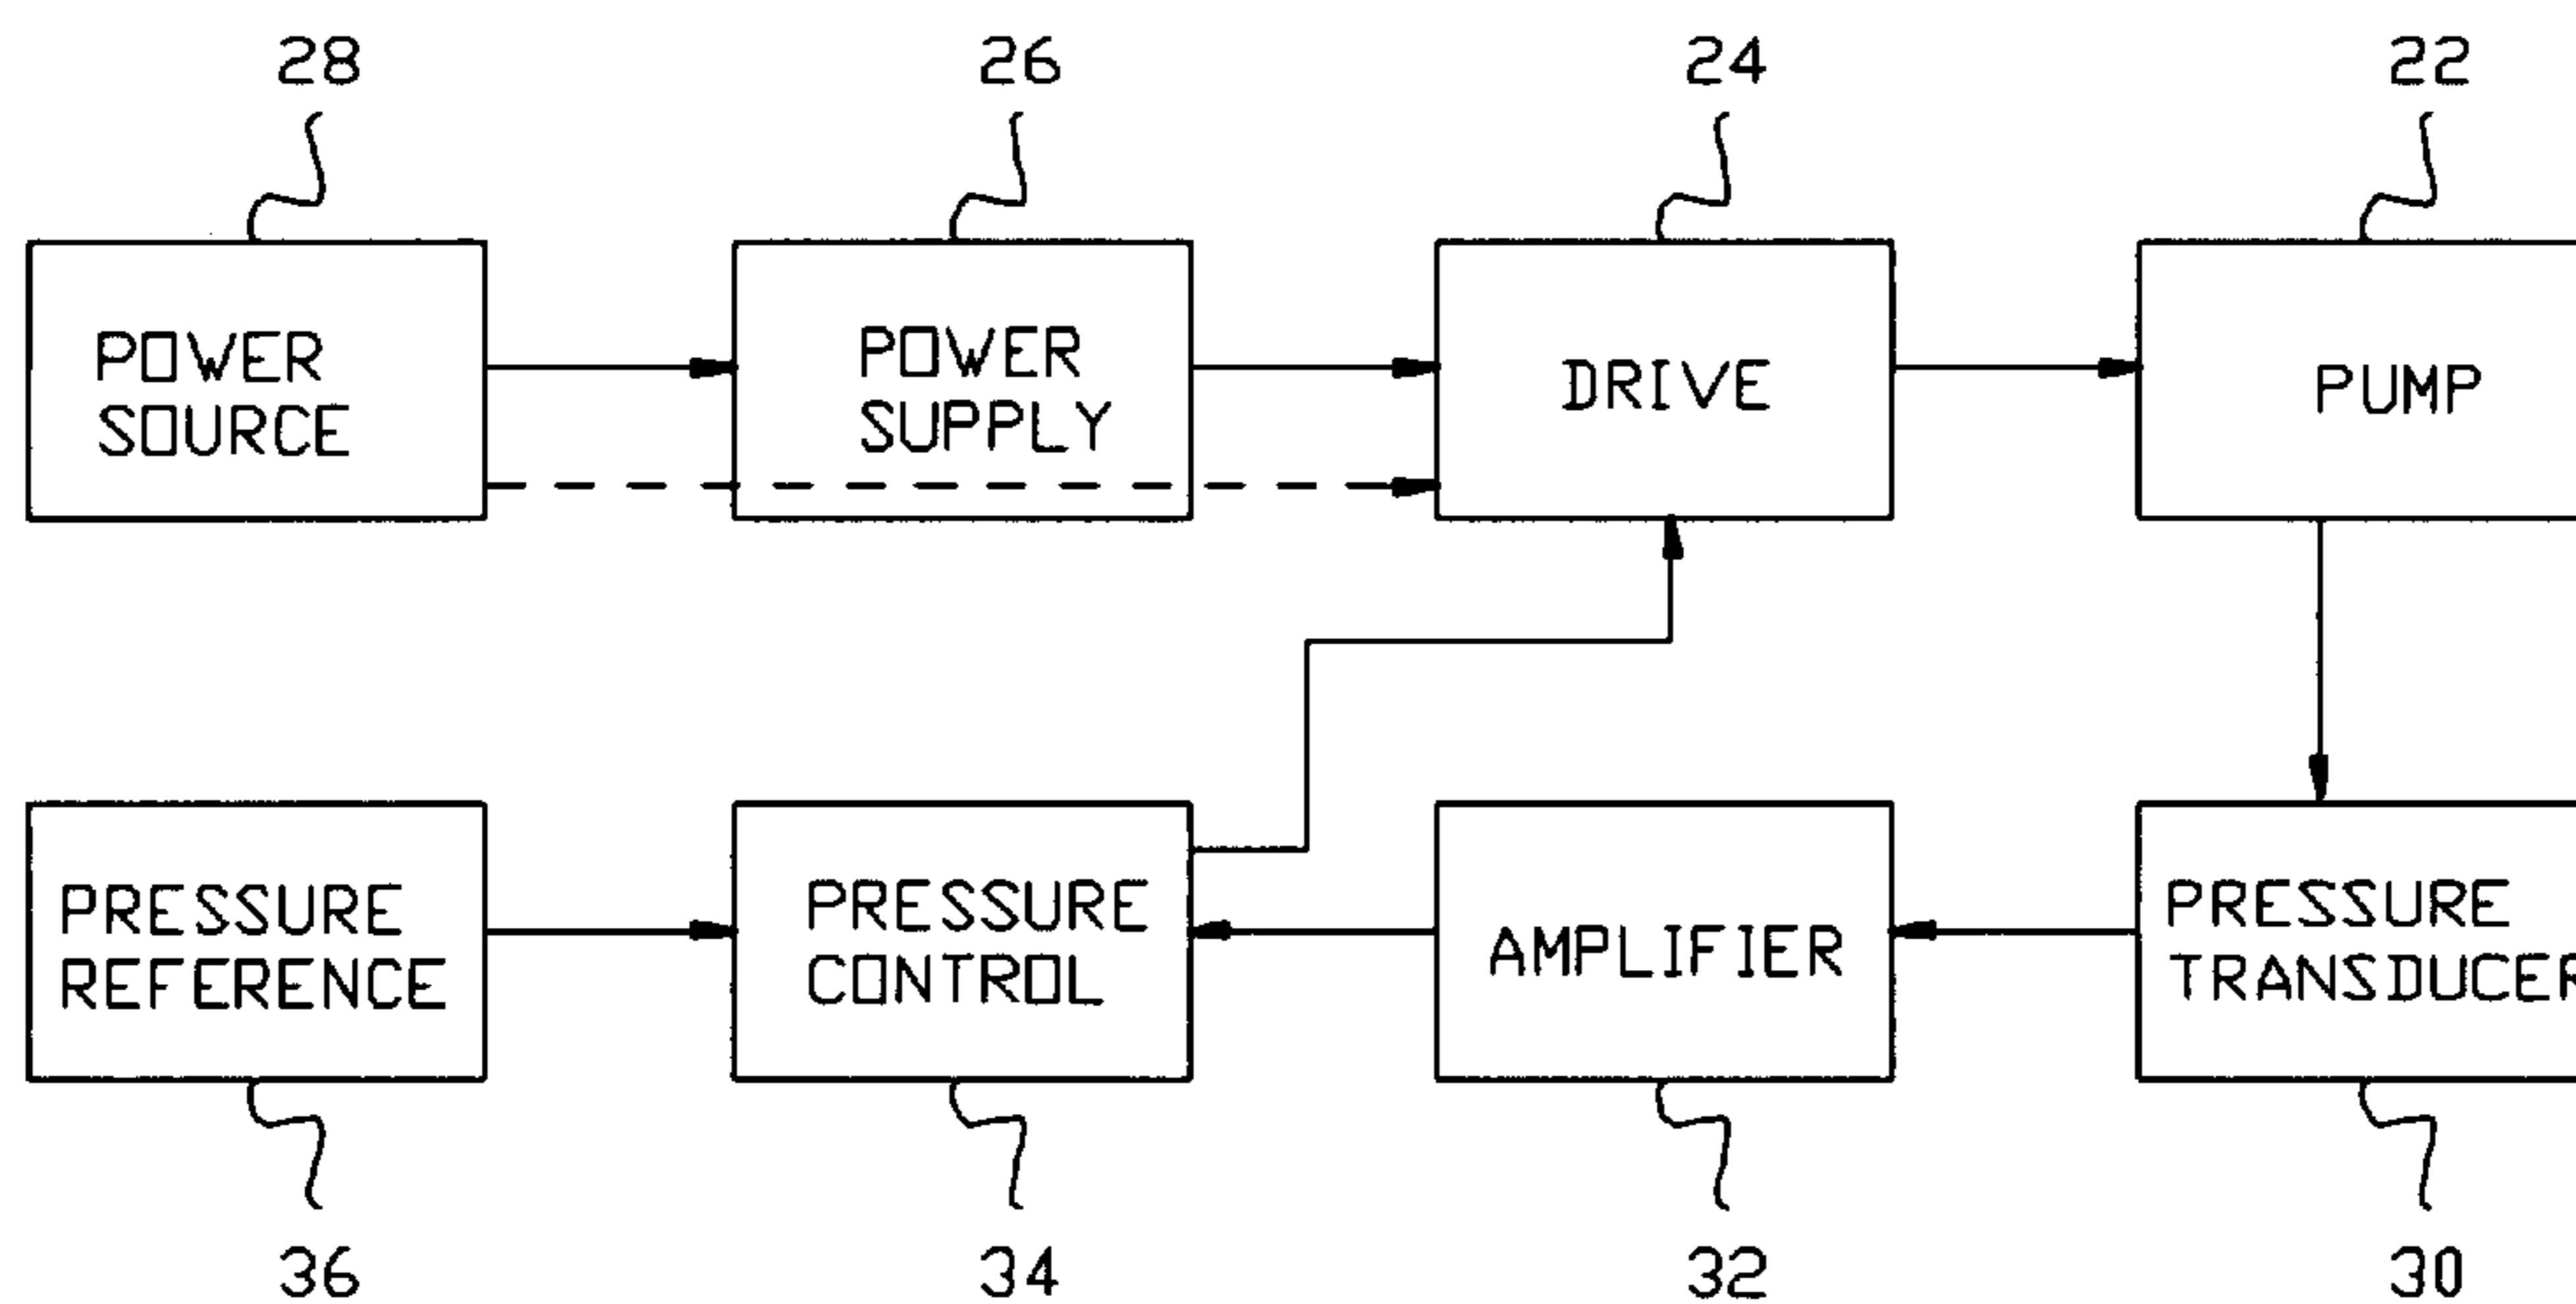 28
26
24
22
POWER
SOURCE
POWER
SUPPLY
DRIVE
PUMP
PRESSURE
REFERENCE
PRESSURE
CONTROL
AMPLIFIER
PRESSURE
TRANSDUCER
36
34
32
30